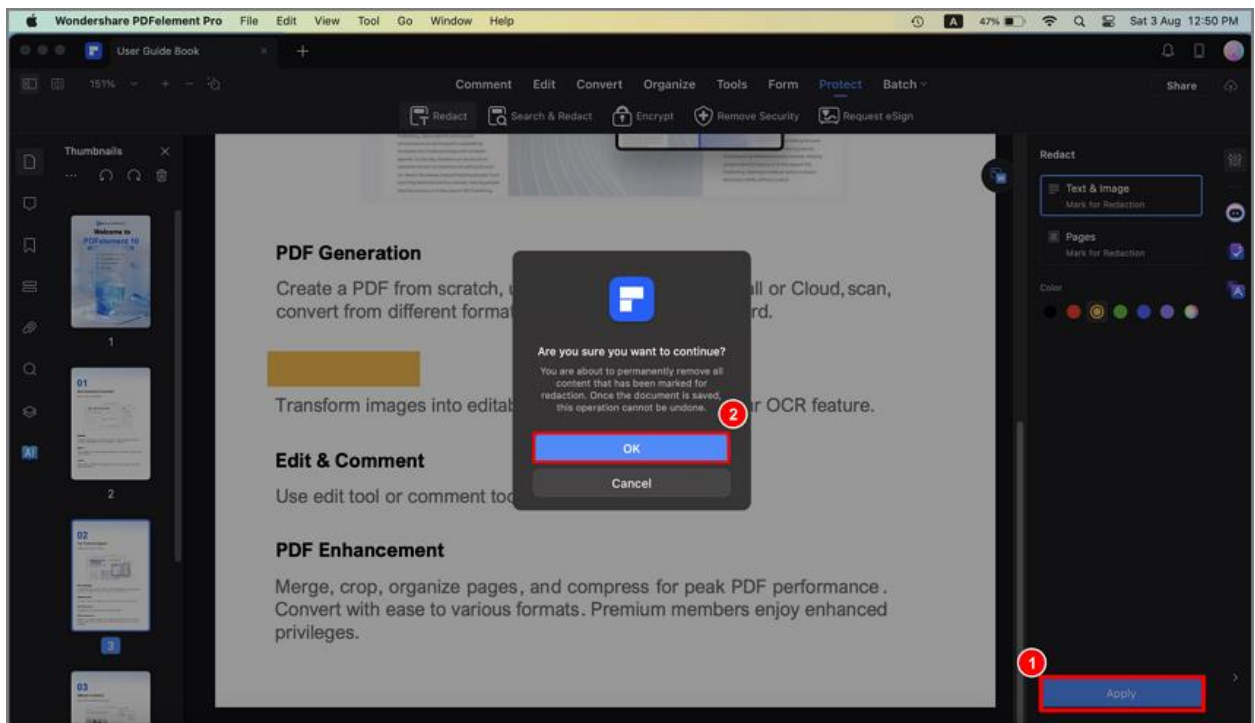 Wondershare PDFelement Pro File Edit View Tool Go Window Help A 47% Sat 3 Aug 12:50 PM
User Guide Book × +
151% + − Comment Edit Convert Organize Tools Form Protect Batch Share
Redact Search & Redact Encrypt Remove Security Request eSign
Thumbnails ×
...
Welcome to
PDFelement 10
1
01
2
02
3
03
AI
PDF Generation
Create a PDF from scratch,
all or Cloud, scan,
convert from different
rd.
Transform images into
OCR feature.
Edit & Comment
Use edit tool or comment
PDF Enhancement
Merge, crop, organize pages, and compress for peak PDF performance.
Convert with ease to various formats. Premium members enjoy enhanced
privileges.
Are you sure you want to continue?
You are about to permanently remove all
content that has been marked for
redaction. Once the document is saved,
this operation cannot be undone.
2
OK
Cancel
Redact
Text & Image
Mark for Redaction
Pages
Mark for Redaction
Color
A
1
Apply